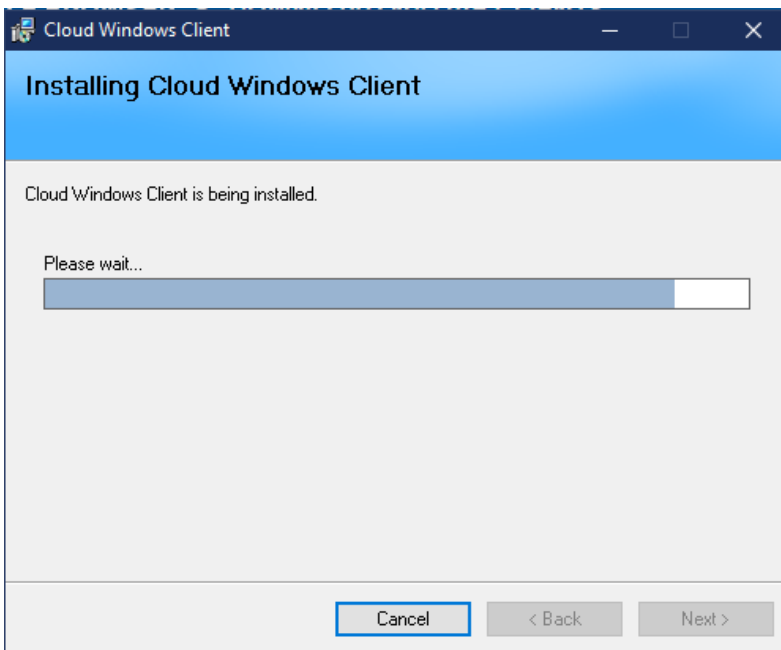 Cloud Windows Client
Installing Cloud Windows Client
Cloud Windows Client is being installed.
Please wait...
Cancel
< Back
Next >